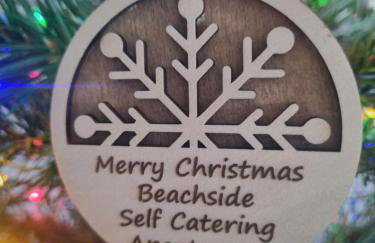 Merry Christmas
Beachside
Self Catering